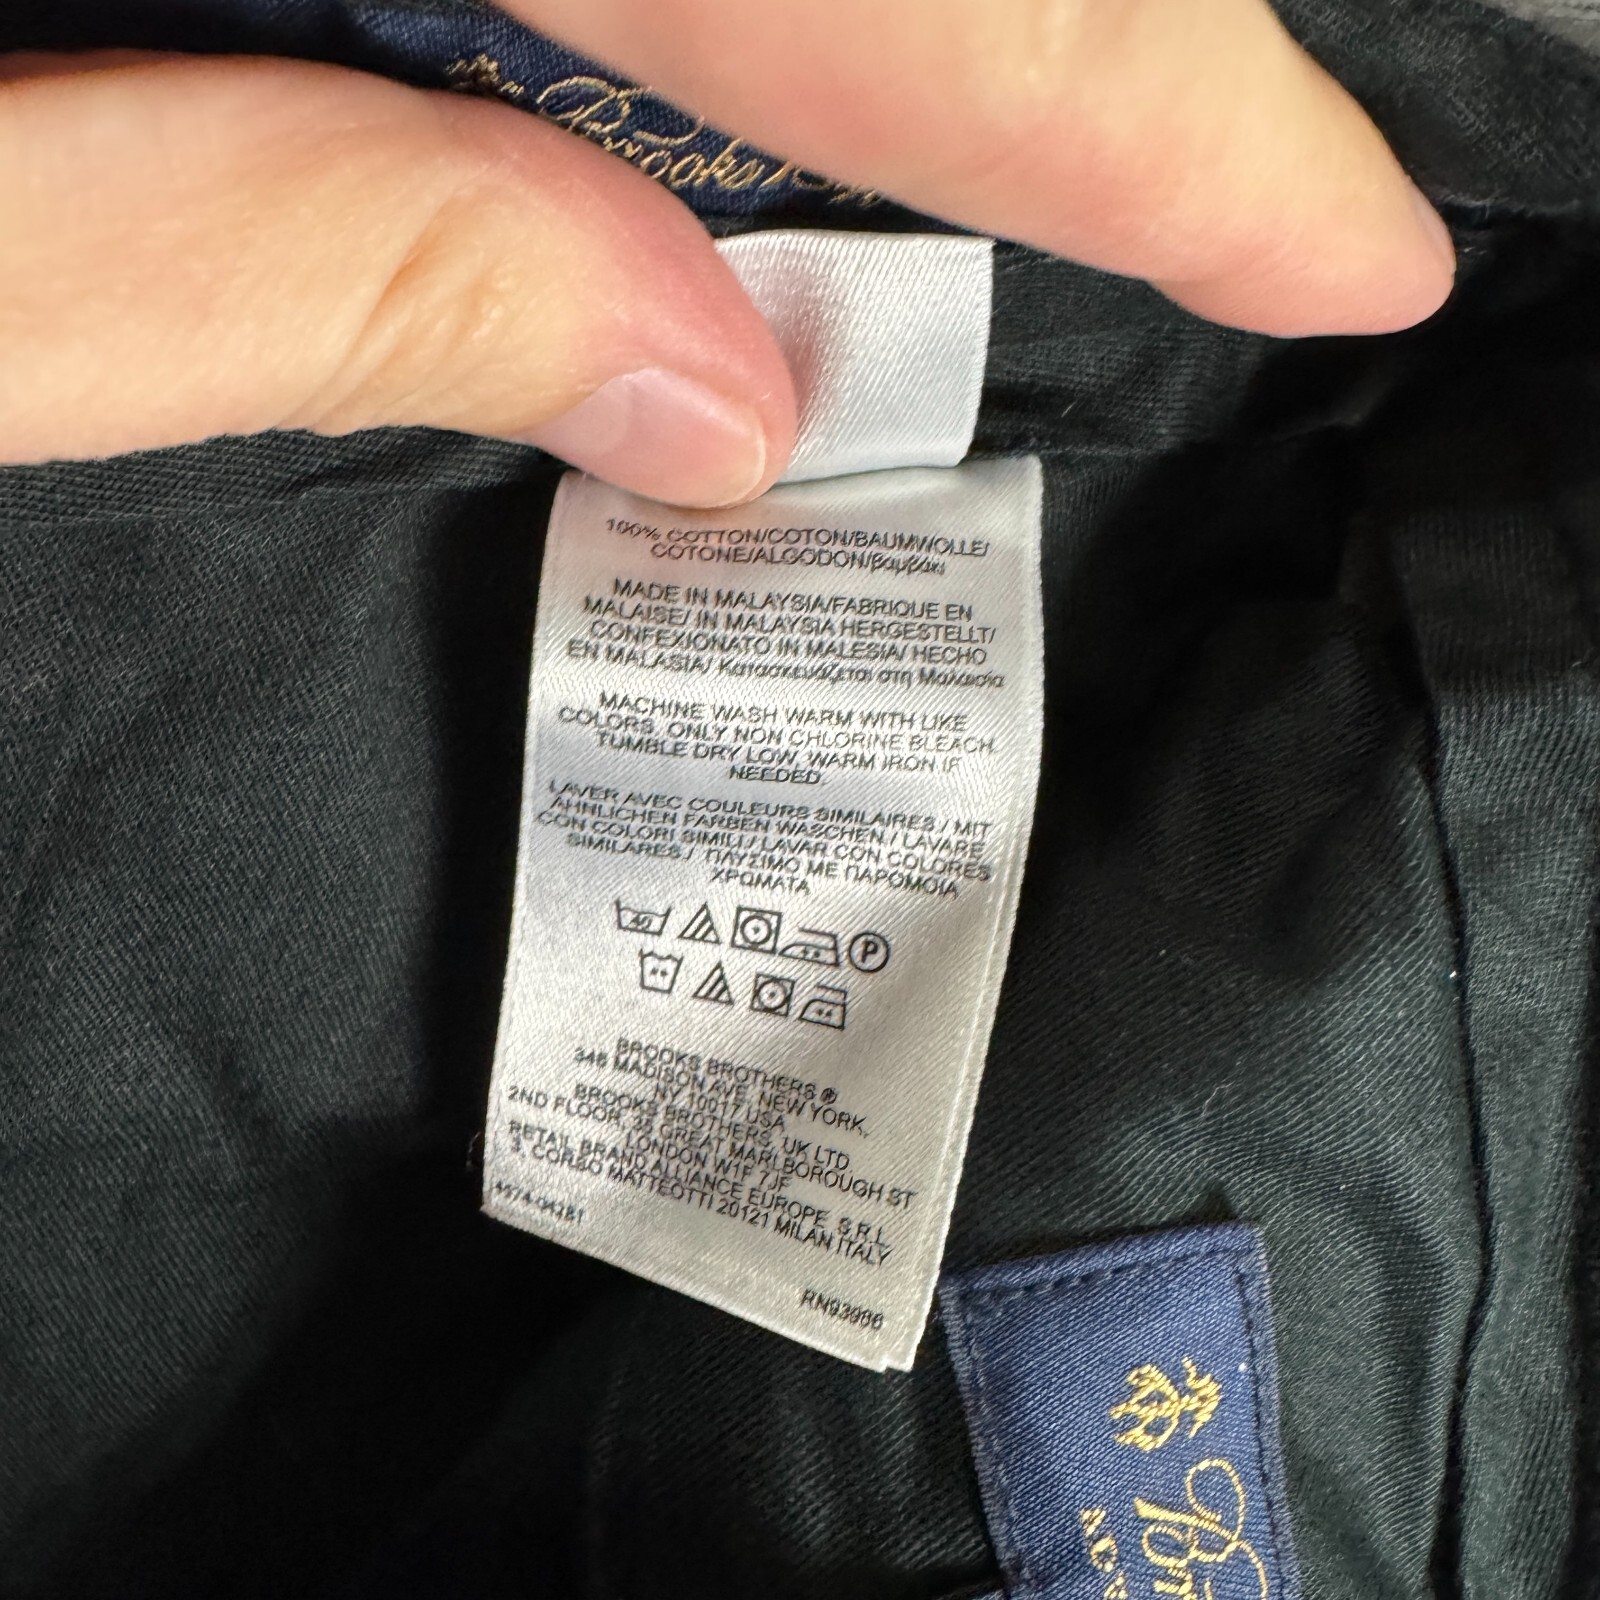 Brooks
100% COTTON/COTON/BAUMWOLLE/
COTONE/ALGODON/βαμβάκι
MADE IN MALAYSIA/FABRIQUE EN
MALAISE/ IN MALAYSIA HERGESTELLT/
CONFEXIONATO IN MALESIA/ HECHO
EN MALASIA/ Κατασκευάζεται στη Μαλαισία
MACHINE WASH WARM WITH LIKE
COLORS, ONLY NON CHLORINE BLEACH.
TUMBLE DRY LOW, WARM IRON IF
NEEDED.
LAVER AVEC COULEURS SIMILAIRES / MIT
ÄHNLICHEN FARBEN WASCHEN / LAVARE
CON COLORI SIMILI / LAVAR CON COLORES
SIMILARES / ΠΛΥΣΙΜΟ ΜΕ ΠΑΡΟΜΟΙΑ
ΧΡΩΜΑΤΑ
40
P
BROOKS BROTHERS ®
346 MADISON AVE, NEW YORK,
NY 10017 USA
BROOKS BROTHERS, UK LTD
2ND FLOOR, 35 GREAT MARLBOROUGH ST
LONDON W1F 7JF
RETAIL BRAND ALLIANCE EUROPE, S.R.L.
3, CORSO MATTEOTTI 20121 MILAN ITALY
RN93986